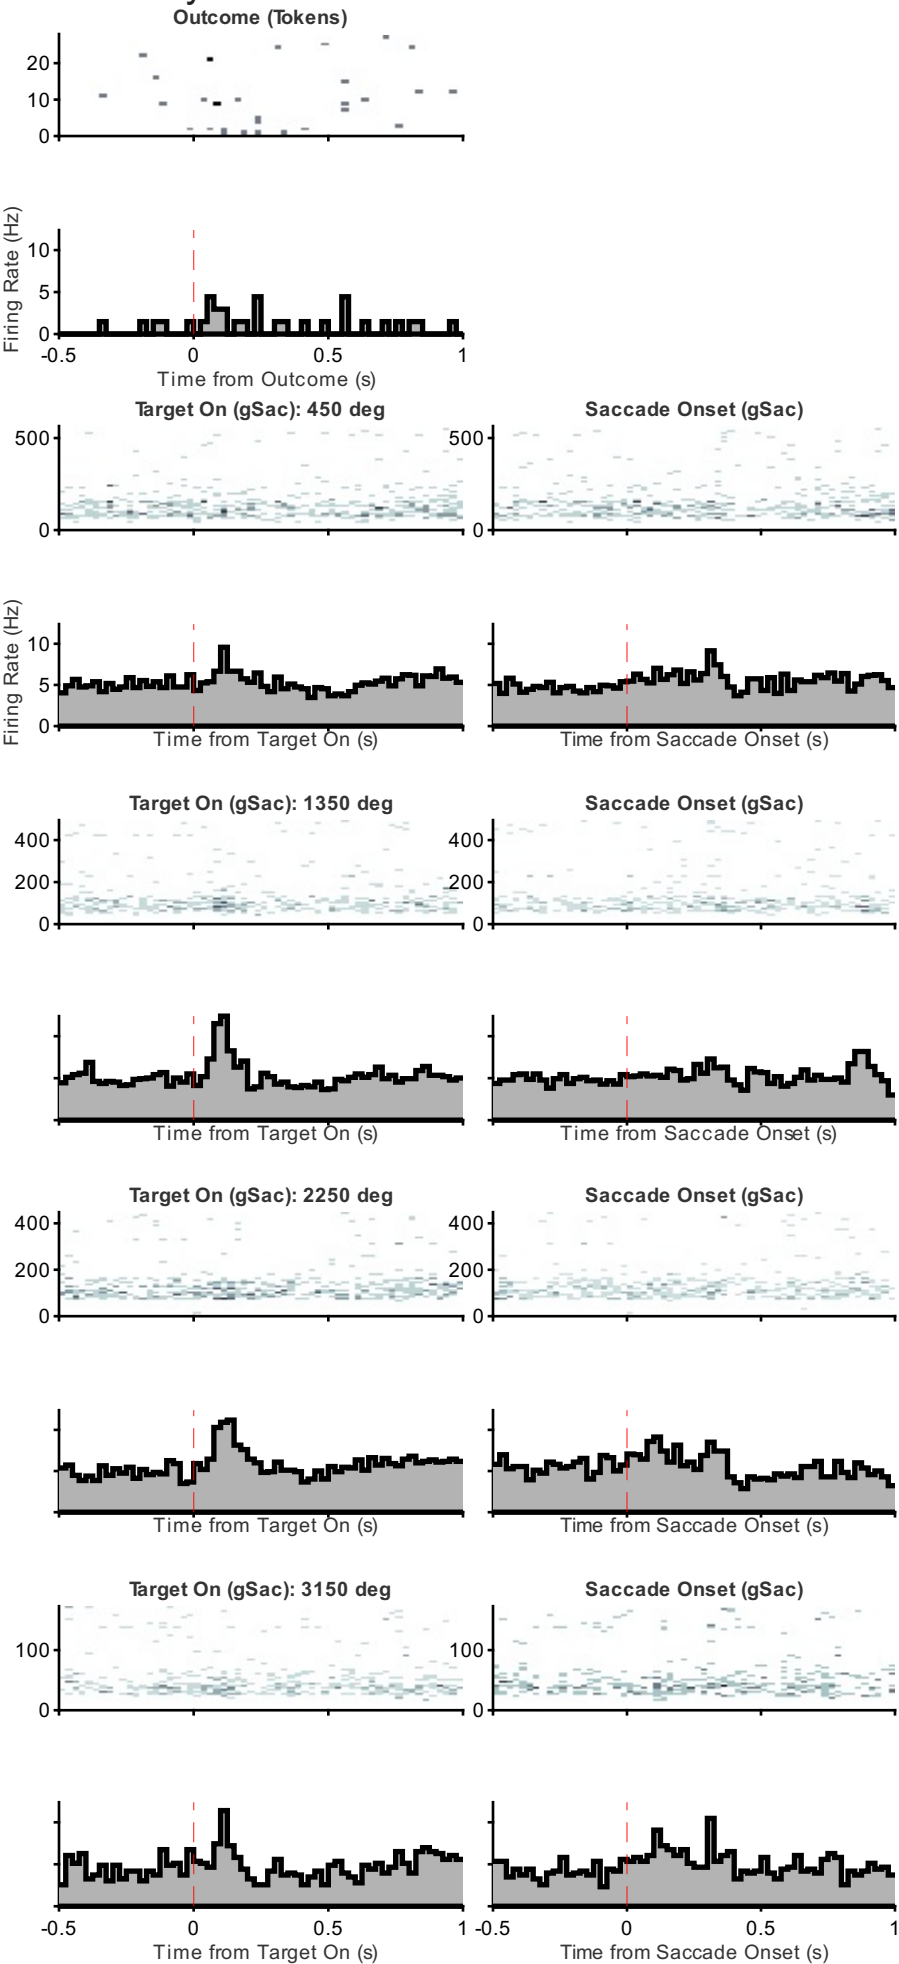 Outcome (Tokens)
20
10
0
Firing Rate (Hz)
10
5
0
-0.5 0 0.5 1
Time from Outcome (s)
Target On (gSac): 450 deg Saccade Onset (gSac)
500 500
0 0
Firing Rate (Hz)
10
5
0
Time from Target On (s) Time from Saccade Onset (s)
Target On (gSac): 1350 deg Saccade Onset (gSac)
400 400
200 200
0 0
Time from Target On (s) Time from Saccade Onset (s)
Target On (gSac): 2250 deg Saccade Onset (gSac)
400 400
200 200
0 0
Time from Target On (s) Time from Saccade Onset (s)
Target On (gSac): 3150 deg Saccade Onset (gSac)
100 100
0 0
-0.5 0 0.5 1 -0.5 0 0.5 1
Time from Target On (s) Time from Saccade Onset (s)